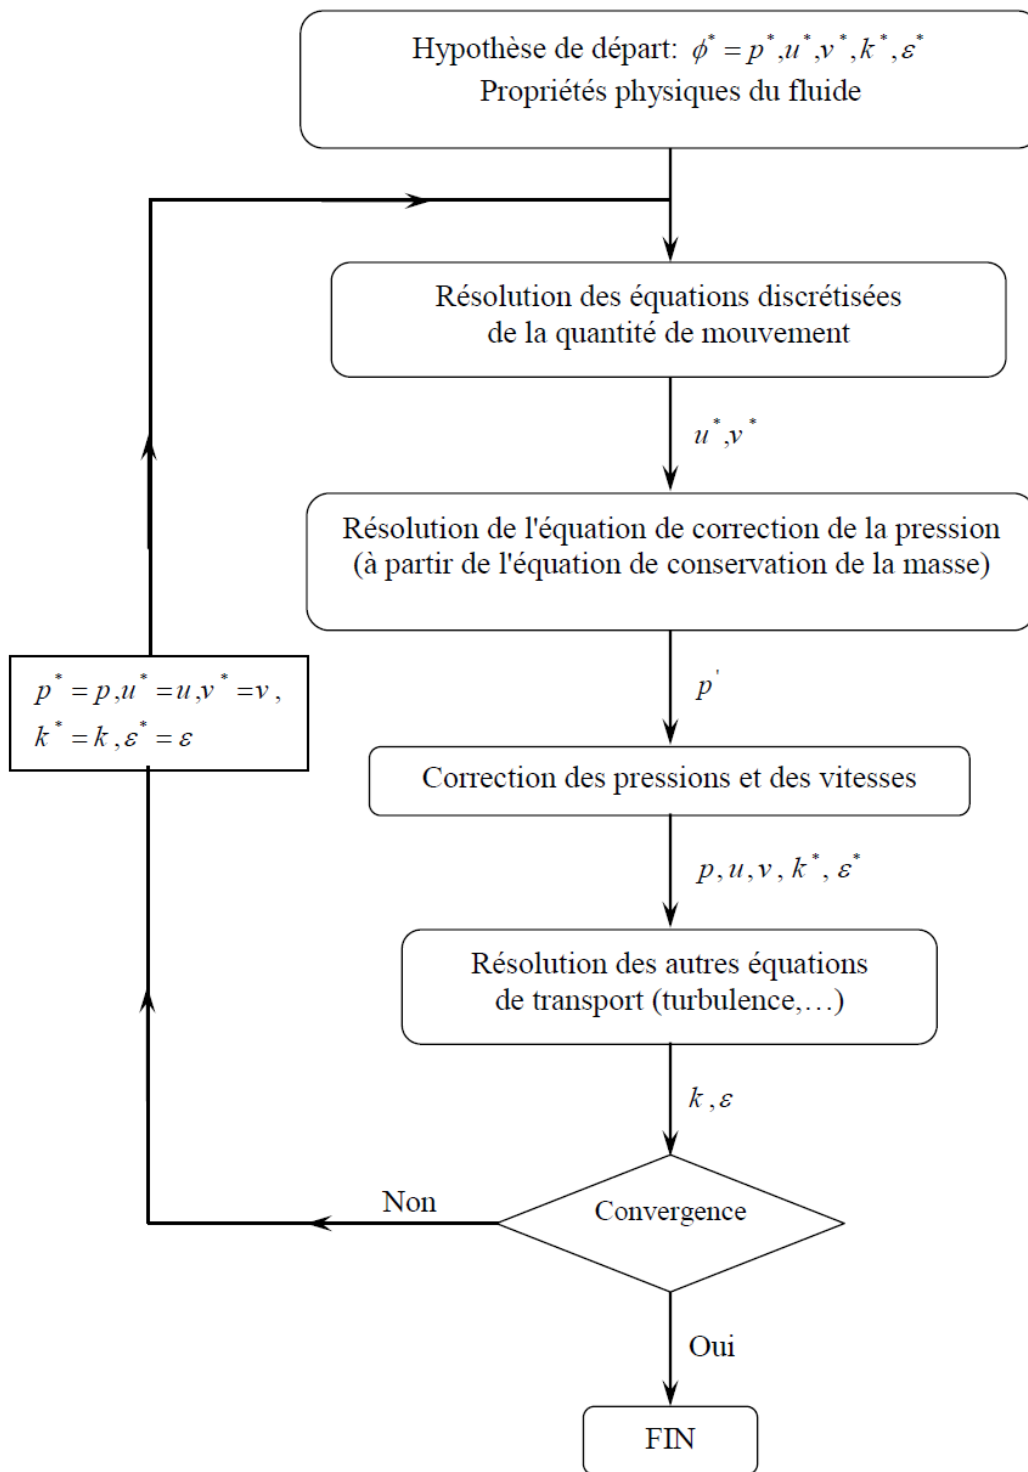 Hypothèse de départ: ϕ* = p*,u*,v*,k*,ε*
Propriétés physiques du fluide
Résolution des équations discrétisées
de la quantité de mouvement
u*,v*
Résolution de l'équation de correction de la pression
(à partir de l'équation de conservation de la masse)
p'
p* = p,u* = u,v* = v,
k* = k,ε* = ε
Correction des pressions et des vitesses
p,u,v,k*,ε*
Résolution des autres équations
de transport (turbulence,…)
k,ε
Non
Convergence
Oui
FIN